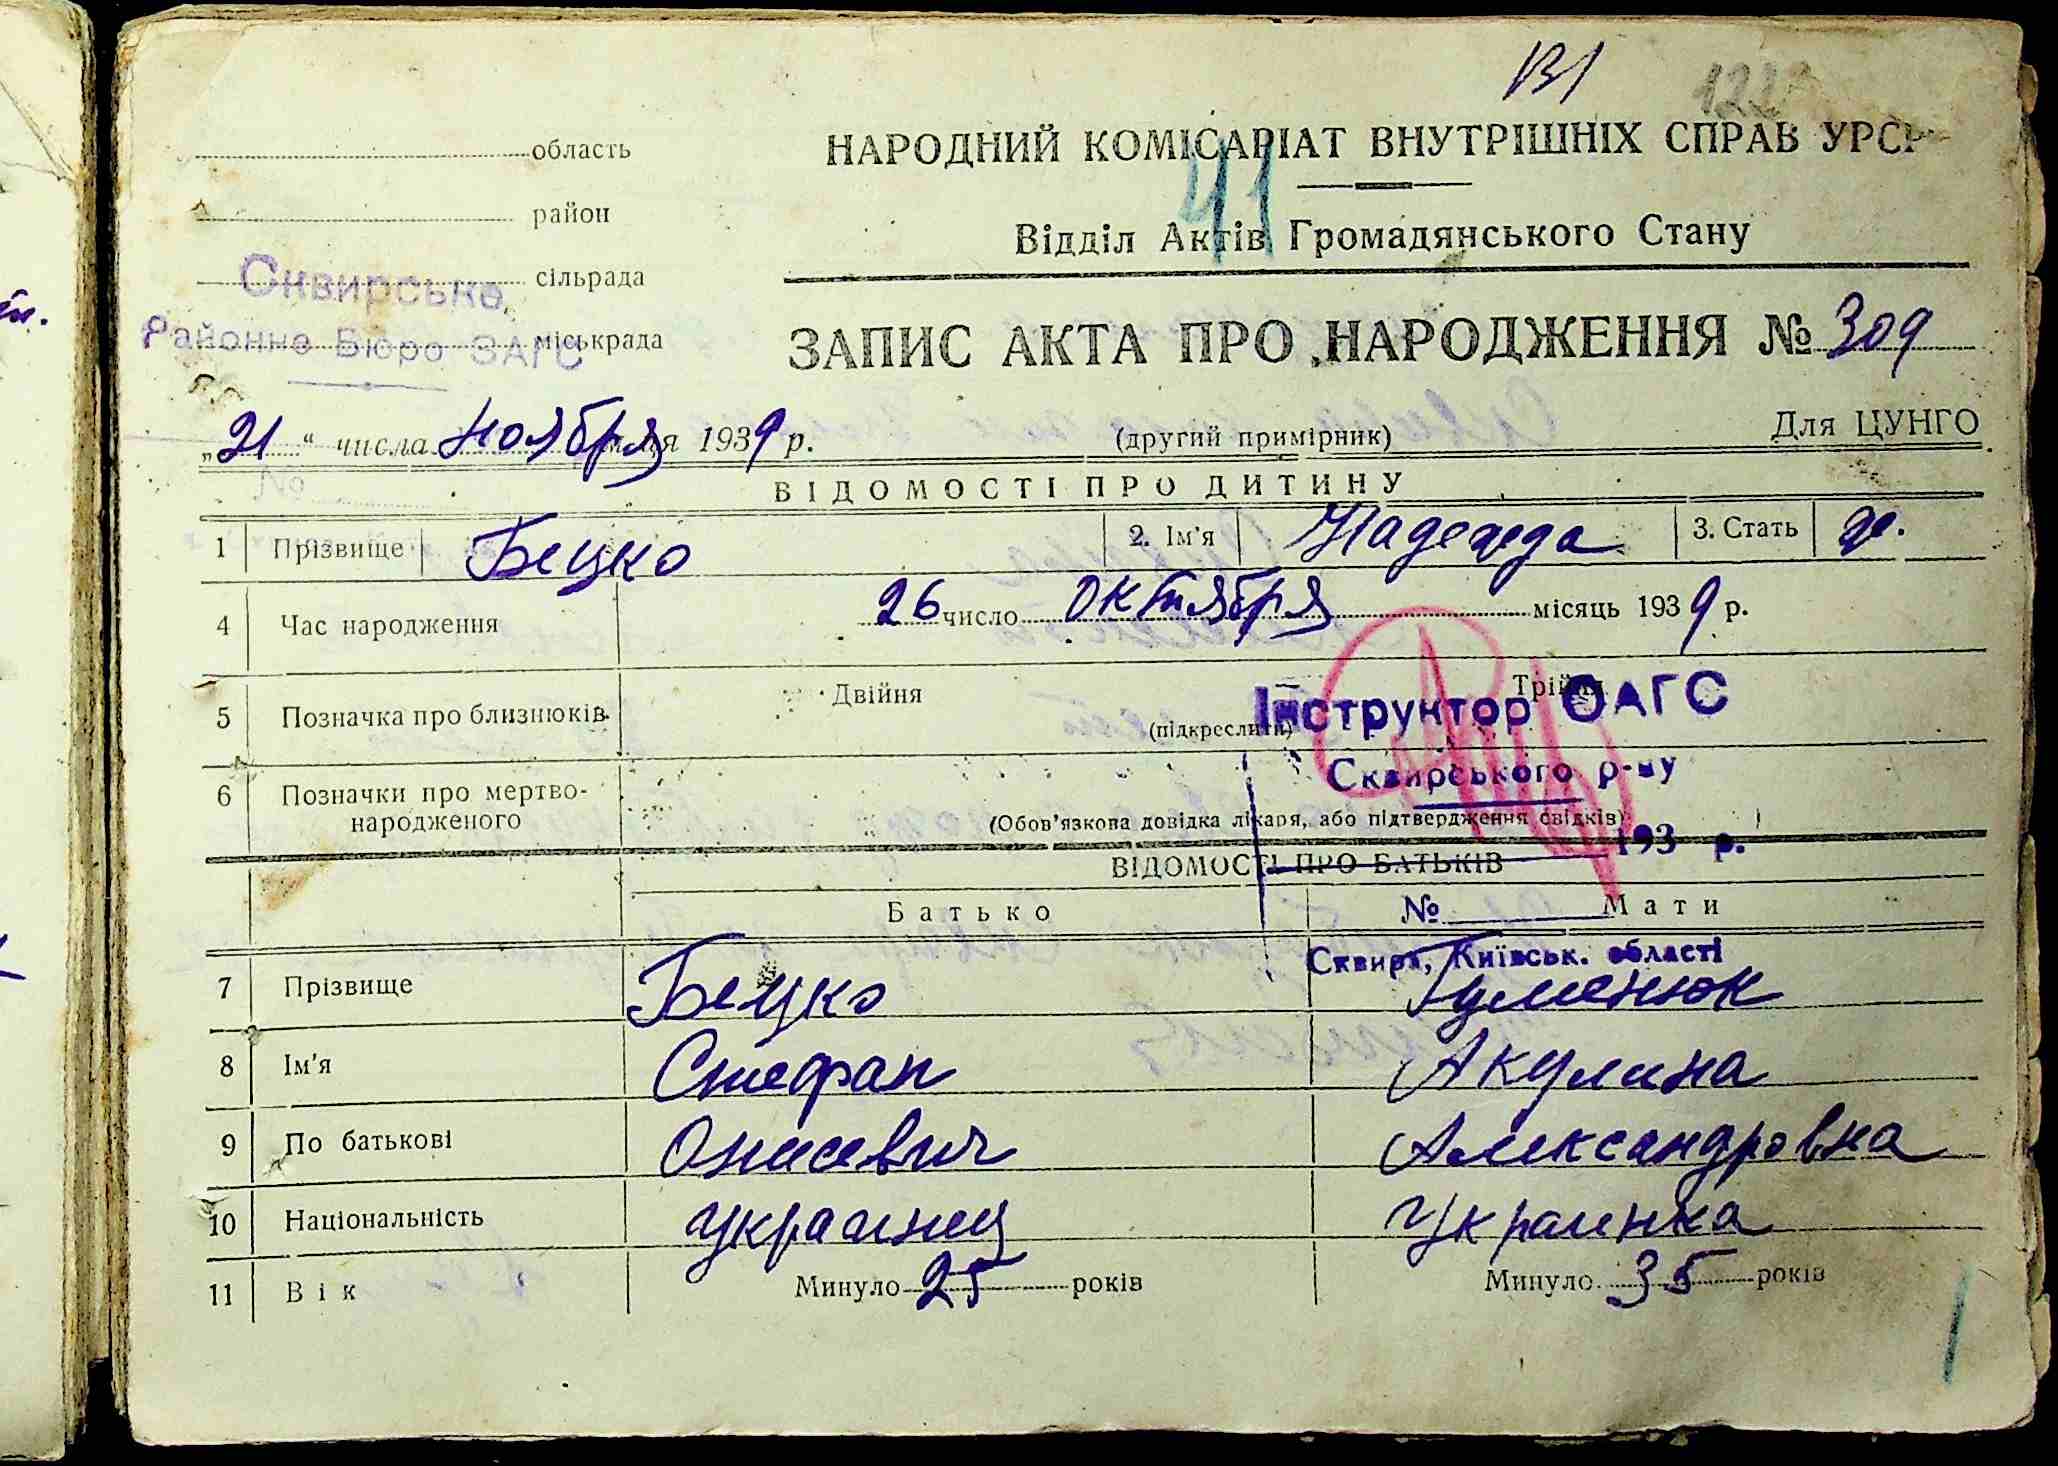 131
область
НАРОДНИЙ КОМІСАРІАТ ВНУТРІШНІХ СПРАВ УРСР
41
район
Відділ Актів Громадянського Стану
Сквирське
сільрада
Районне Бюро ЗАГС
міськрада
ЗАПИС АКТА ПРО НАРОДЖЕННЯ № 309
„21“ числа ноября м-ця 1939 р.
(другий примірник)
Для ЦУНГО
ВІДОМОСТІ ПРО ДИТИНУ
1 Прізвище Бецко 2. Ім'я Надежда 3. Стать ж.
4 Час народження 26 число октября місяць 1939 р.
5 Позначка про близнюків Двійня Трійня
(підкреслити)
Інструктор ОАГС
Сквирського р-ну
6 Позначки про мертво-
народженого
(Обов'язкова довідка лікаря, або підтвердження свідків)
193 р.
ВІДОМОСТІ ПРО БАТЬКІВ
Батько Мати
№
Сквира, Київськ. області
7 Прізвище Бецко Гуменюк
8 Ім'я Стефан Акулина
9 По батькові Онисевич Александровна
10 Національність украинец Украинка
11 Вік Минуло 25 років Минуло 35 років